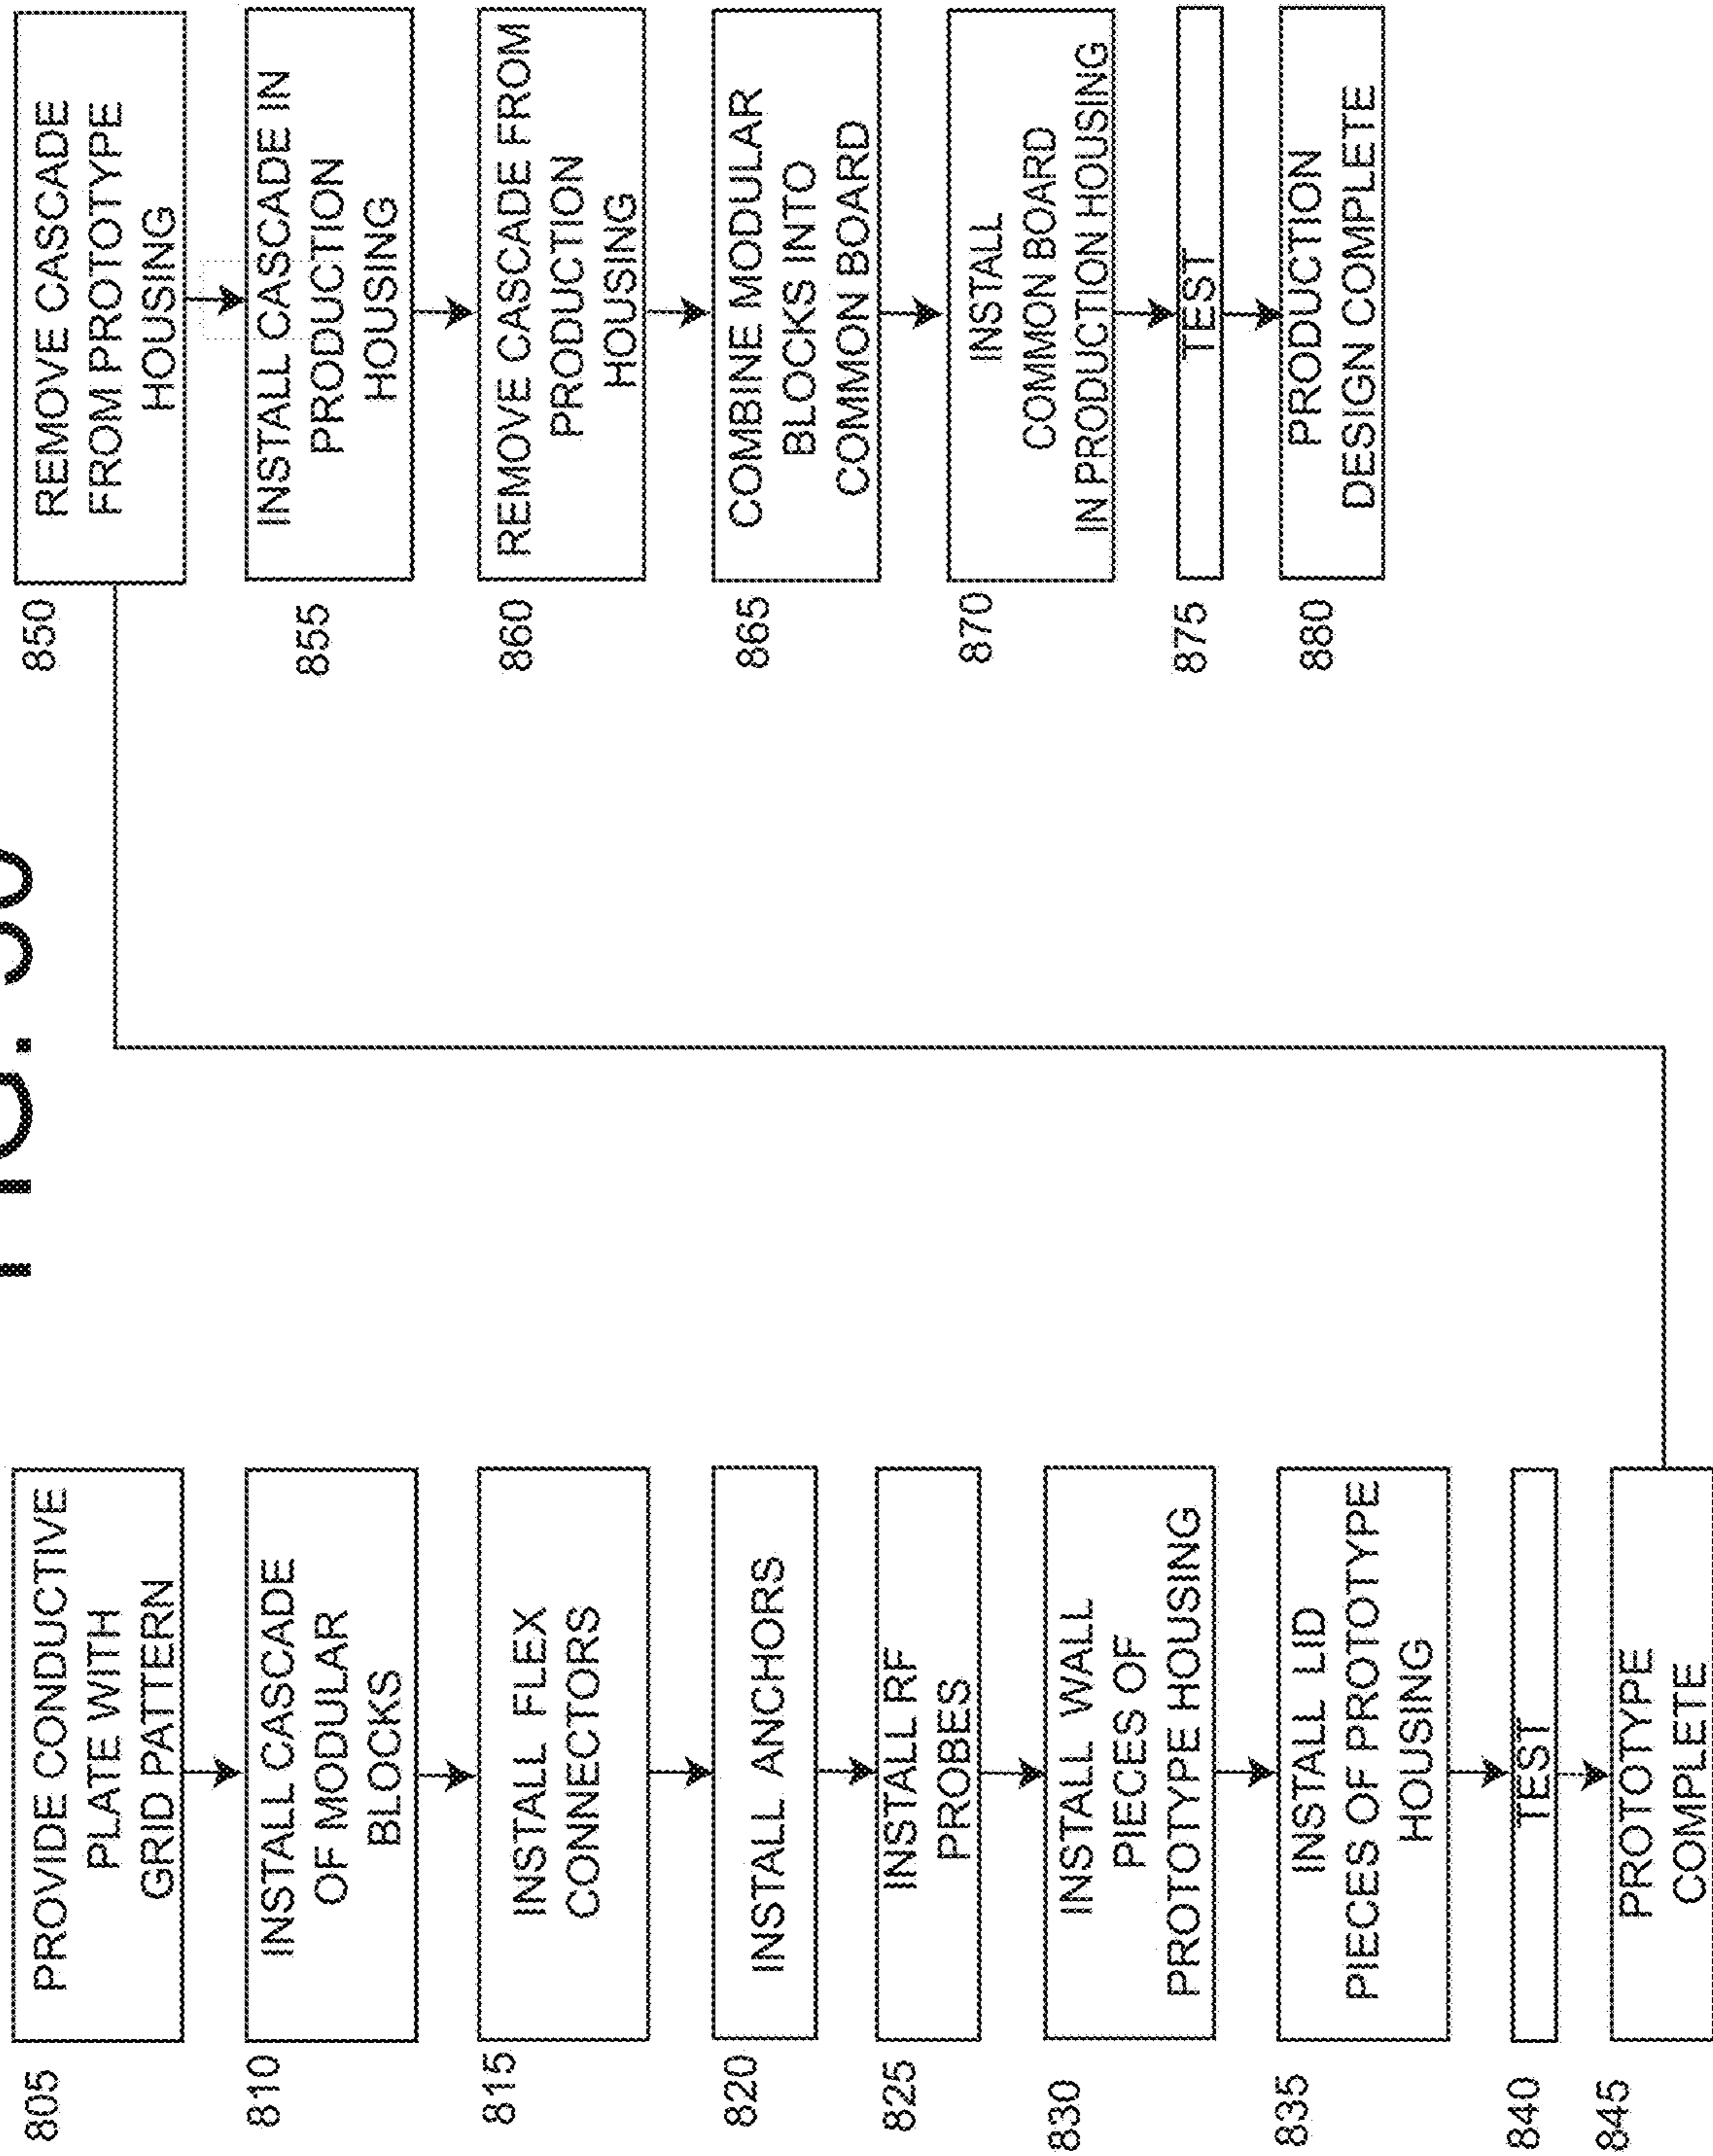 FIG.
805
PROVIDE CONDUCTIVE
PLATE WITH
GRID PATTERN
810
INSTALL CASCADE
OF MODULAR
BLOCKS
815
INSTALL FLEX
CONNECTORS
820
INSTALL ANCHORS
825
INSTALL RF
PROBES
830
INSTALL WALL
PIECES OF
PROTOTYPE HOUSING
835
INSTALL LID
PIECES OF PROTOTYPE
HOUSING
840
TEST
845
PROTOTYPE
COMPLETE
850
REMOVE CASCADE
FROM PROTOTYPE
HOUSING
855
INSTALL CASCADE IN
PRODUCTION
HOUSING
860
REMOVE CASCADE FROM
PRODUCTION
HOUSING
865
COMBINE MODULAR
BLOCKS INTO
COMMON BOARD
870
INSTALL
COMMON BOARD
IN PRODUCTION HOUSING
875
TEST
880
PRODUCTION
DESIGN COMPLETE